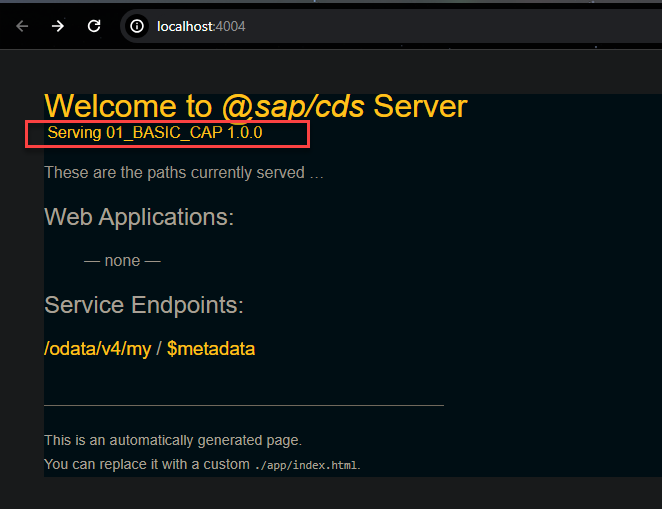 localhost:4004
Welcome to @sap/cds Server
Serving 01_BASIC_CAP 1.0.0
These are the paths currently served …
Web Applications:
— none —
Service Endpoints:
/odata/v4/my / $metadata
This is an automatically generated page.
You can replace it with a custom ./app/index.html.